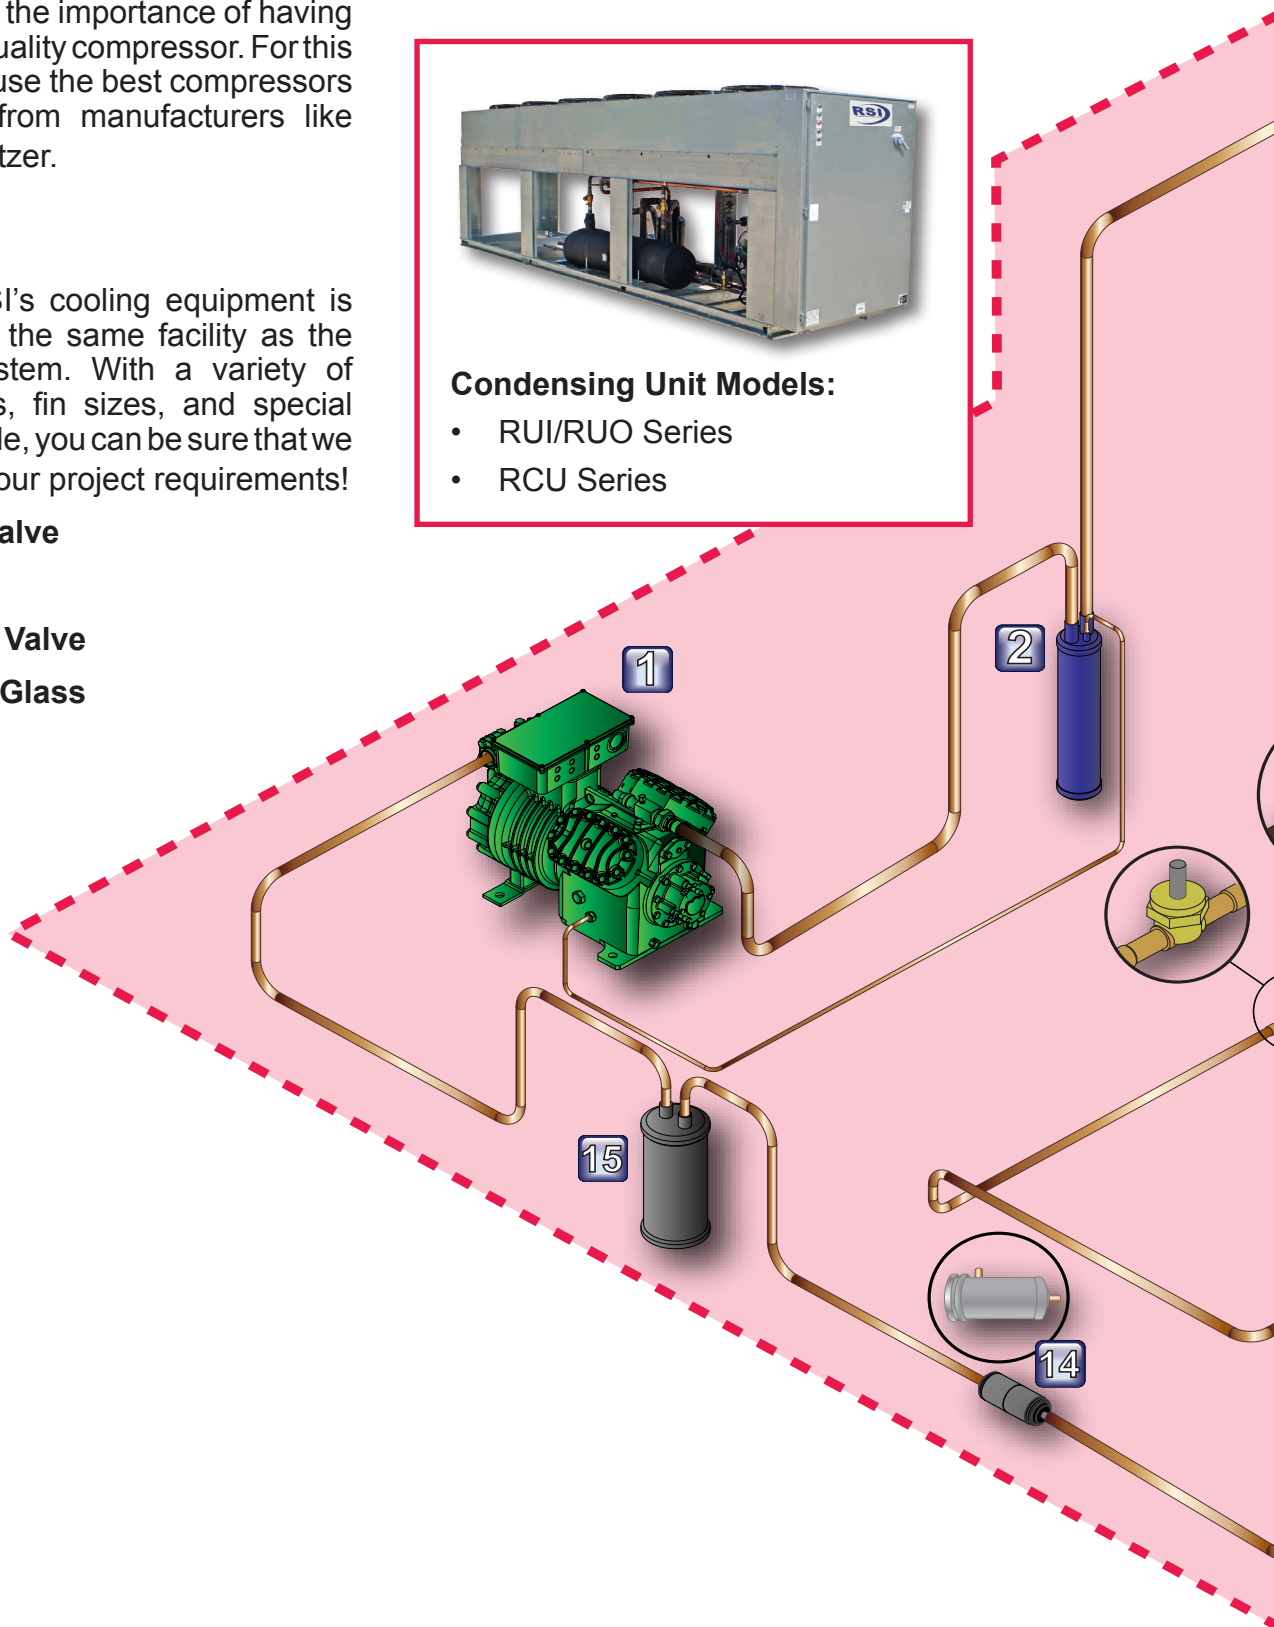 the importance of having
uality compressor. For this
use the best compressors
from manufacturers like
tzer.
SI's cooling equipment is
the same facility as the
stem. With a variety of
s, fin sizes, and special
le, you can be sure that we
our project requirements!
alve
Valve
Glass
RSI
Condensing Unit Models:
• RUI/RUO Series
• RCU Series
1
2
15
14